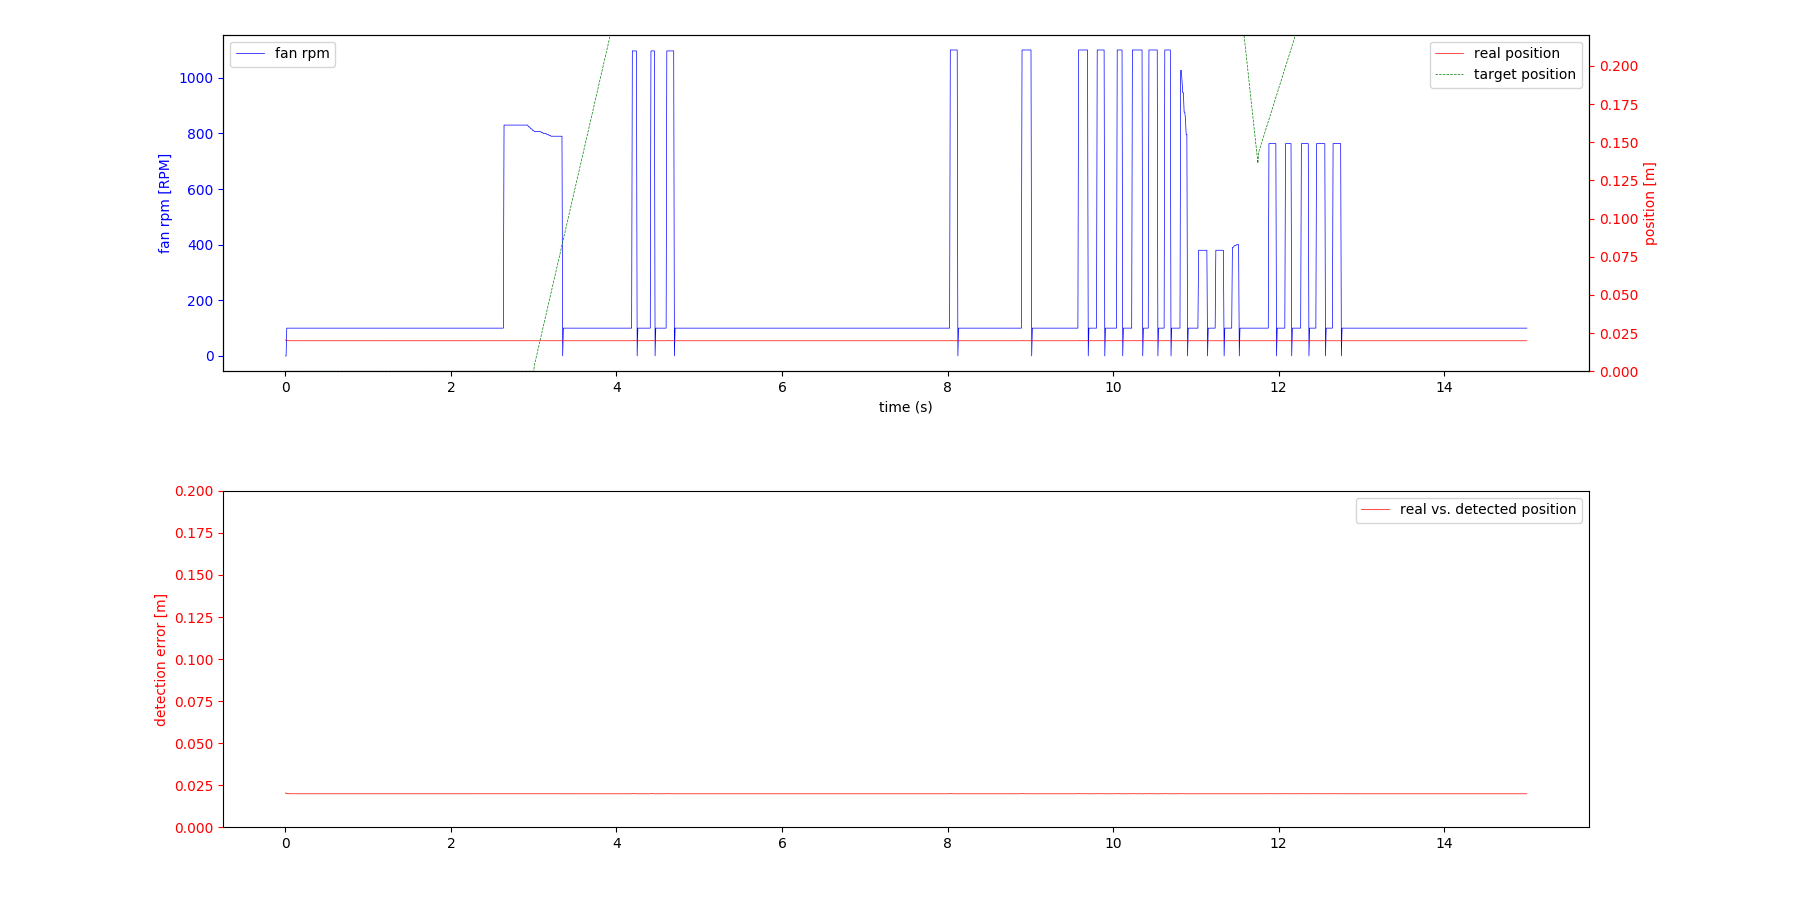 fan rpm
real position
target position
1000
800
600
400
200
0
fan rpm [RPM]
0.200
0.175
0.150
0.125
0.100
0.075
0.050
0.025
0.000
position [m]
0 2 4 6 8 10 12 14
time (s)
real vs. detected position
0.200
0.175
0.150
0.125
0.100
0.075
0.050
0.025
0.000
detection error [m]
0 2 4 6 8 10 12 14